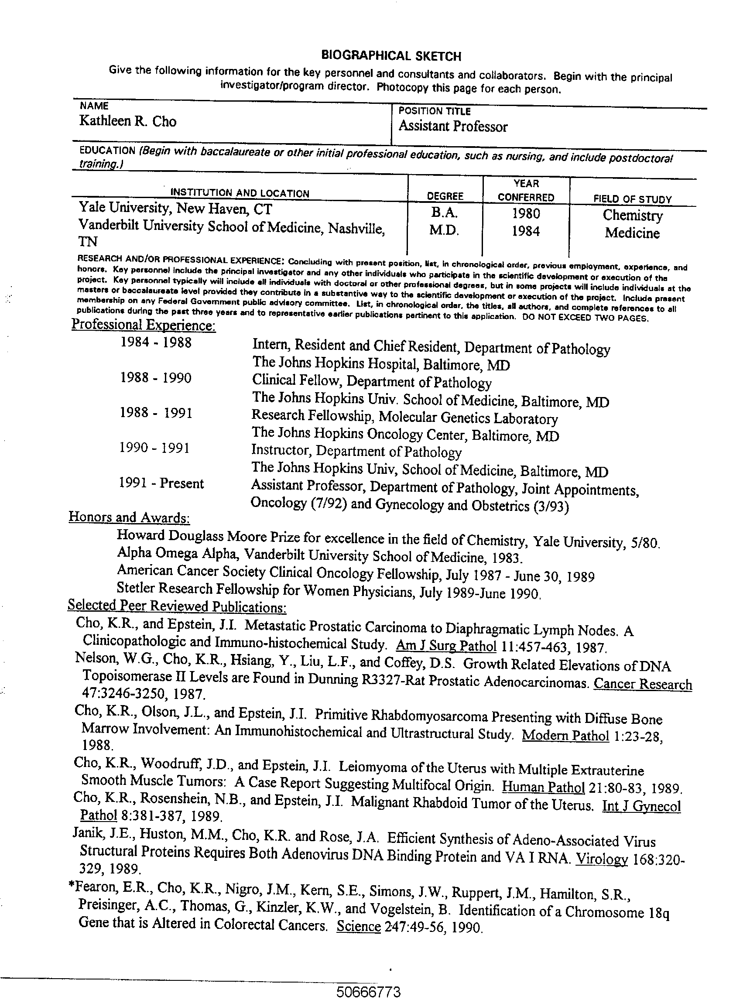 BIOGRAPHICAL SKETCH
Give the following information for the key personnel and consultants and collaborators. Begin with the principal
investigator/program director. Photocopy this page for each person.
NAME
Kathleen R. Cho
POSITION TITLE
Assistant Professor
EDUCATION (Begin with baccalaureate or other initial professional education, such as nursing, and include postdoctoral
training.)
INSTITUTION AND LOCATION
DEGREE
YEAR
CONFERRED
FIELD OF STUDY
Yale University, New Haven, CT
B.A.
1980
Chemistry
Vanderbilt University School of Medicine, Nashville,
TN
M.D.
1984
Medicine
RESEARCH AND/OR PROFESSIONAL EXPERIENCE: Concluding with present position, list, in chronological order, previous employment, experience, and
honors. Key personnel include the principal investigator and any other individuals who participate in the scientific development or execution of the
project. Key personnel typically will include all individuals with doctoral or other professional degrees, but in some projects will include individuals at the
masters or baccalaureate level provided they contribute in a substantive way to the scientific development or execution of the project. Include present
membership on any Federal Government public advisory committee. List, in chronological order, the titles, all authors, and complete references to all
publications during the past three years and to representative earlier publications pertinent to this application. DO NOT EXCEED TWO PAGES.
Professional Experience:
1984 - 1988 Intern, Resident and Chief Resident, Department of Pathology
The Johns Hopkins Hospital, Baltimore, MD
1988 - 1990 Clinical Fellow, Department of Pathology
The Johns Hopkins Univ. School of Medicine, Baltimore, MD
1988 - 1991 Research Fellowship, Molecular Genetics Laboratory
The Johns Hopkins Oncology Center, Baltimore, MD
1990 - 1991 Instructor, Department of Pathology
The Johns Hopkins Univ, School of Medicine, Baltimore, MD
1991 - Present Assistant Professor, Department of Pathology, Joint Appointments,
Oncology (7/92) and Gynecology and Obstetrics (3/93)
Honors and Awards:
Howard Douglass Moore Prize for excellence in the field of Chemistry, Yale University, 5/80.
Alpha Omega Alpha, Vanderbilt University School of Medicine, 1983.
American Cancer Society Clinical Oncology Fellowship, July 1987 - June 30, 1989
Stetler Research Fellowship for Women Physicians, July 1989-June 1990.
Selected Peer Reviewed Publications:
Cho, K.R., and Epstein, J.I. Metastatic Prostatic Carcinoma to Diaphragmatic Lymph Nodes. A
Clinicopathologic and Immuno-histochemical Study. Am J Surg Pathol 11:457-463, 1987.
Nelson, W.G., Cho, K.R., Hsiang, Y., Liu, L.F., and Coffey, D.S. Growth Related Elevations of DNA
Topoisomerase II Levels are Found in Dunning R3327-Rat Prostatic Adenocarcinomas. Cancer Research
47:3246-3250, 1987.
Cho, K.R., Olson, J.L., and Epstein, J.I. Primitive Rhabdomyosarcoma Presenting with Diffuse Bone
Marrow Involvement: An Immunohistochemical and Ultrastructural Study. Modern Pathol 1:23-28,
1988.
Cho, K.R., Woodruff, J.D., and Epstein, J.I. Leiomyoma of the Uterus with Multiple Extrauterine
Smooth Muscle Tumors: A Case Report Suggesting Multifocal Origin. Human Pathol 21:80-83, 1989.
Cho, K.R., Rosenshein, N.B., and Epstein, J.I. Malignant Rhabdoid Tumor of the Uterus. Int J Gynecol
Pathol 8:381-387, 1989.
Janik, J.E., Huston, M.M., Cho, K.R. and Rose, J.A. Efficient Synthesis of Adeno-Associated Virus
Structural Proteins Requires Both Adenovirus DNA Binding Protein and VA I RNA. Virology 168:320-
329, 1989.
*Fearon, E.R., Cho, K.R., Nigro, J.M., Kern, S.E., Simons, J.W., Ruppert, J.M., Hamilton, S.R.,
Preisinger, A.C., Thomas, G., Kinzler, K.W., and Vogelstein, B. Identification of a Chromosome 18q
Gene that is Altered in Colorectal Cancers. Science 247:49-56, 1990.
50666773